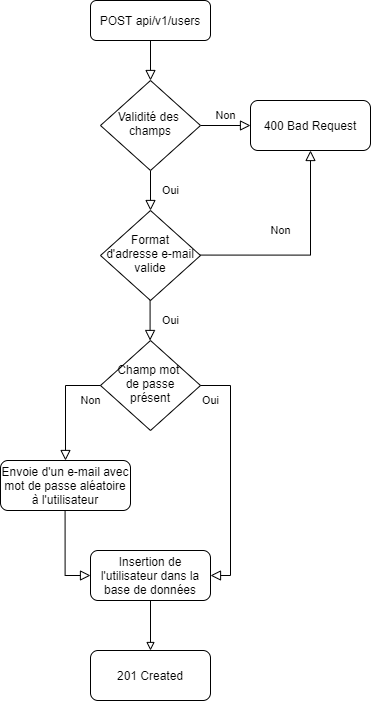 POST api/v1/users
Validité des
champs
Non
400 Bad Request
Oui
Format
d'adresse e-mail
valide
Non
Oui
Champ mot
de passe
présent
Non
Oui
Envoie d'un e-mail avec
mot de passe aléatoire
à l'utilisateur
Insertion de
l'utilisateur dans la
base de données
201 Created